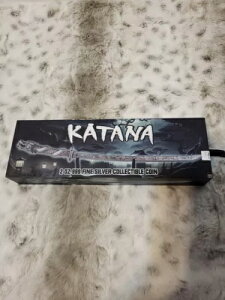 KATANA
2 OZ .999 FINE SILVER COLLECTIBLE COIN